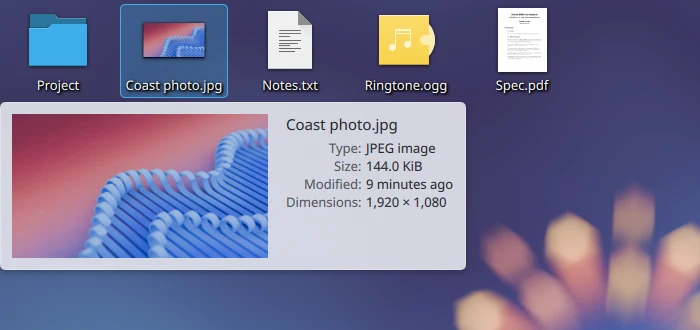 Project
Coast photo.jpg
Notes.txt
Ringtone.ogg
Spec.pdf
Coast photo.jpg
Type: JPEG image
Size: 144.0 KiB
Modified: 9 minutes ago
Dimensions: 1,920 × 1,080